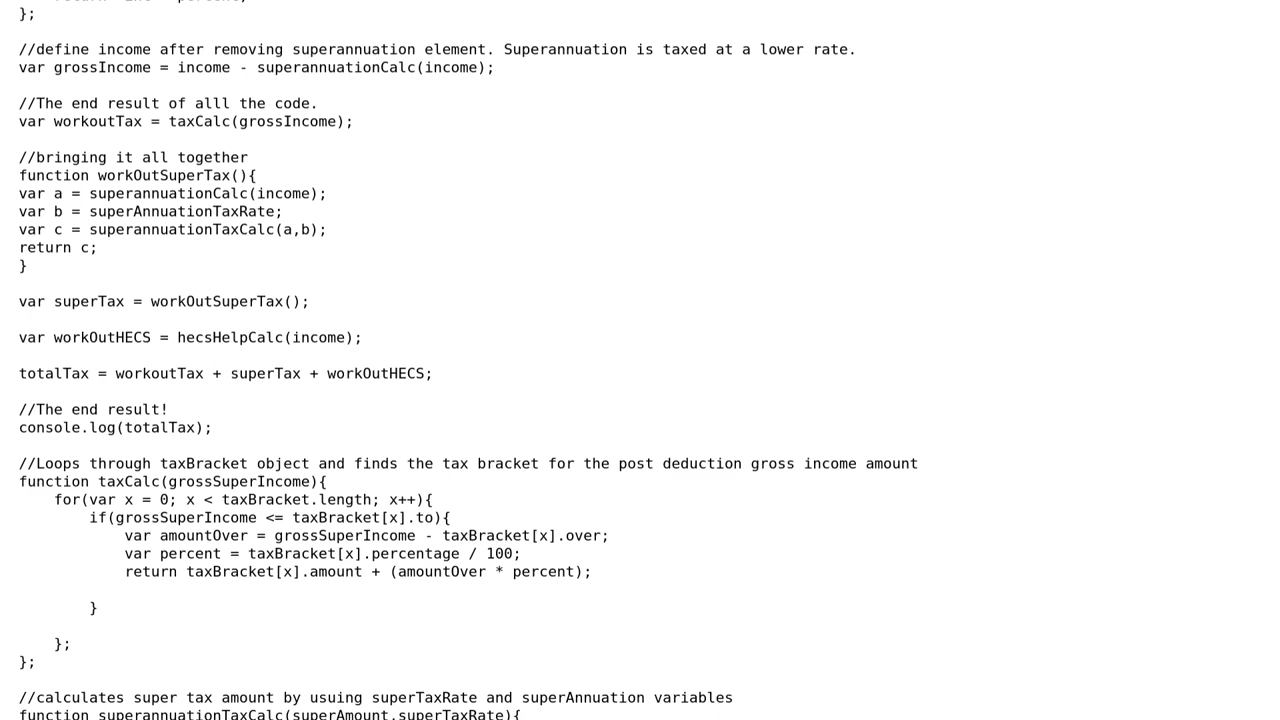 };
//define income after removing superannuation element. Superannuation is taxed at a lower rate.
var grossIncome = income - superannuationCalc(income);
//The end result of alll the code.
var workoutTax = taxCalc(grossIncome);
//bringing it all together
function workOutSuperTax(){
var a = superannuationCalc(income);
var b = superAnnuationTaxRate;
var c = superannuationTaxCalc(a,b);
return c;
}
var superTax = workOutSuperTax();
var workOutHECS = hecsHelpCalc(income);
totalTax = workoutTax + superTax + workOutHECS;
//The end result!
console.log(totalTax);
//Loops through taxBracket object and finds the tax bracket for the post deduction gross income amount
function taxCalc(grossSuperIncome){
    for(var x = 0; x < taxBracket.length; x++){
        if(grossSuperIncome <= taxBracket[x].to){
            var amountOver = grossSuperIncome - taxBracket[x].over;
            var percent = taxBracket[x].percentage / 100;
            return taxBracket[x].amount + (amountOver * percent);
        }
    };
};
//calculates super tax amount by usuing superTaxRate and superAnnuation variables
function superannuationTaxCalc(superAmount,superTaxRate){